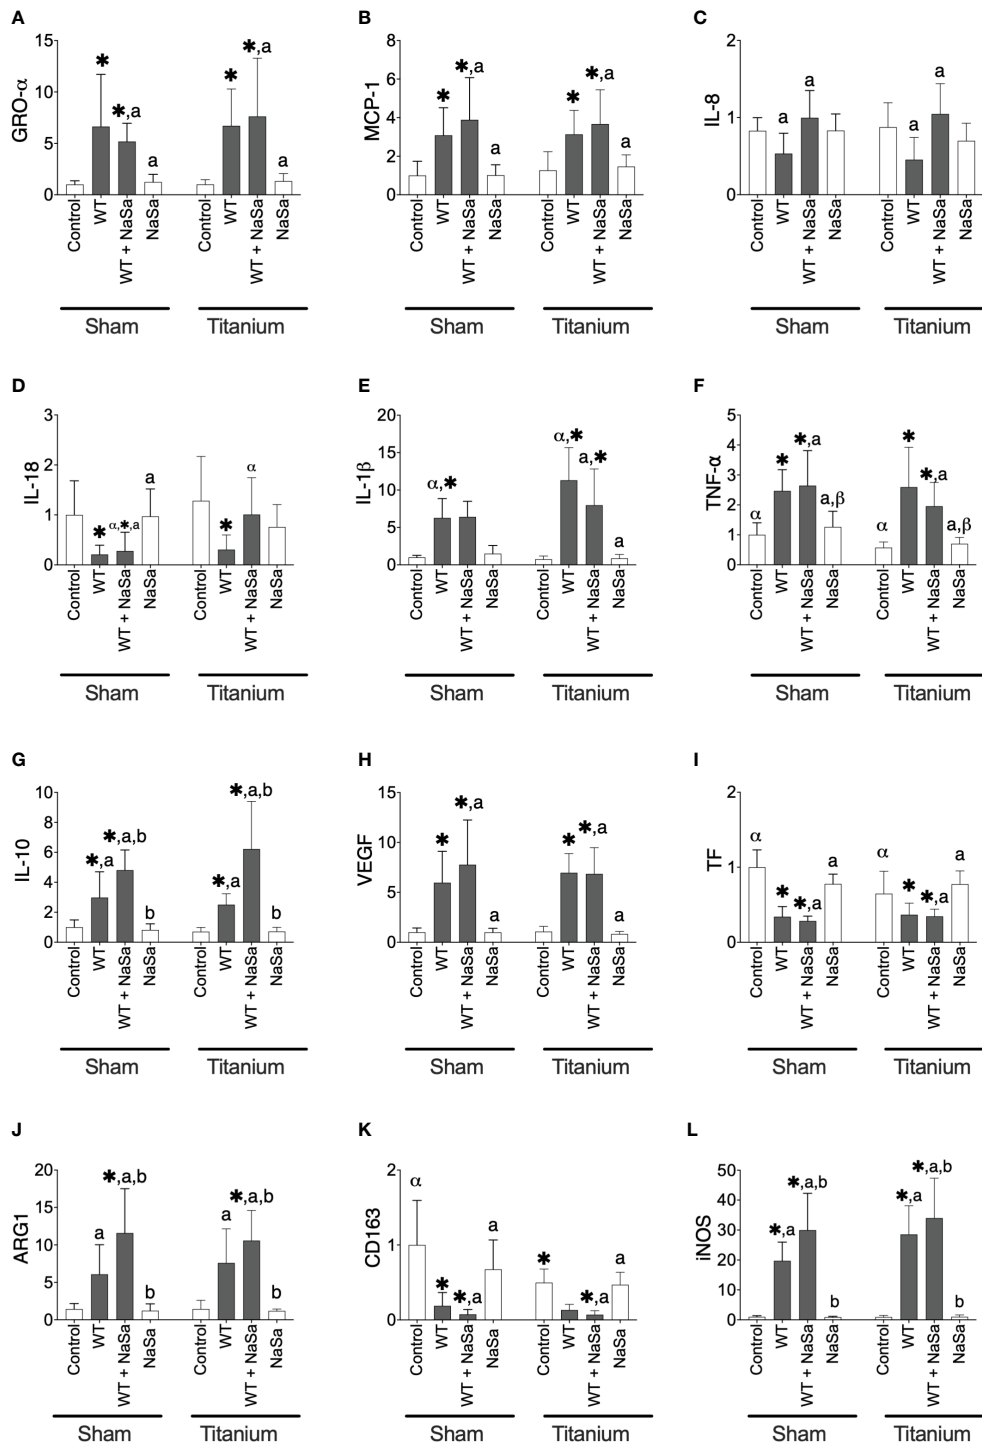 A
GRO-α
15
10
5
0
✱
✱,a
a
✱
✱,a
a
Control
WT
WT + NaSa
NaSa
Control
WT
WT + NaSa
NaSa
Sham
Titanium
B
MCP-1
8
6
4
2
0
✱
✱,a
a
✱
✱,a
a
Control
WT
WT + NaSa
NaSa
Control
WT
WT + NaSa
NaSa
Sham
Titanium
C
IL-8
2
1
0
a
a
a
a
Control
WT
WT + NaSa
NaSa
Control
WT
WT + NaSa
NaSa
Sham
Titanium
D
IL-18
3
2
1
0
✱
α,✱,a
a
✱
α
Control
WT
WT + NaSa
NaSa
Control
WT
WT + NaSa
NaSa
Sham
Titanium
E
IL-1β
20
15
10
5
0
α,✱
α,✱
a,✱
a
Control
WT
WT + NaSa
NaSa
Control
WT
WT + NaSa
NaSa
Sham
Titanium
F
TNF-α
5
4
3
2
1
0
α
✱
✱,a
a,β
α
✱
✱,a
a,β
Control
WT
WT + NaSa
NaSa
Control
WT
WT + NaSa
NaSa
Sham
Titanium
G
IL-10
10
8
6
4
2
0
✱,a
✱,a,b
b
✱,a
✱,a,b
b
Control
WT
WT + NaSa
NaSa
Control
WT
WT + NaSa
NaSa
Sham
Titanium
H
VEGF
15
10
5
0
✱
✱,a
a
✱
✱,a
a
Control
WT
WT + NaSa
NaSa
Control
WT
WT + NaSa
NaSa
Sham
Titanium
I
TF
2
1
0
α
✱
✱,a
a
α
✱
✱,a
a
Control
WT
WT + NaSa
NaSa
Control
WT
WT + NaSa
NaSa
Sham
Titanium
J
ARG1
20
15
10
5
0
a
✱,a,b
b
a
✱,a,b
b
Control
WT
WT + NaSa
NaSa
Control
WT
WT + NaSa
NaSa
Sham
Titanium
K
CD163
2
1
0
α
✱
✱,a
a
✱
✱,a
a
Control
WT
WT + NaSa
NaSa
Control
WT
WT + NaSa
NaSa
Sham
Titanium
L
iNOS
50
40
30
20
10
0
✱,a
✱,a,b
b
✱,a
✱,a,b
b
Control
WT
WT + NaSa
NaSa
Control
WT
WT + NaSa
NaSa
Sham
Titanium